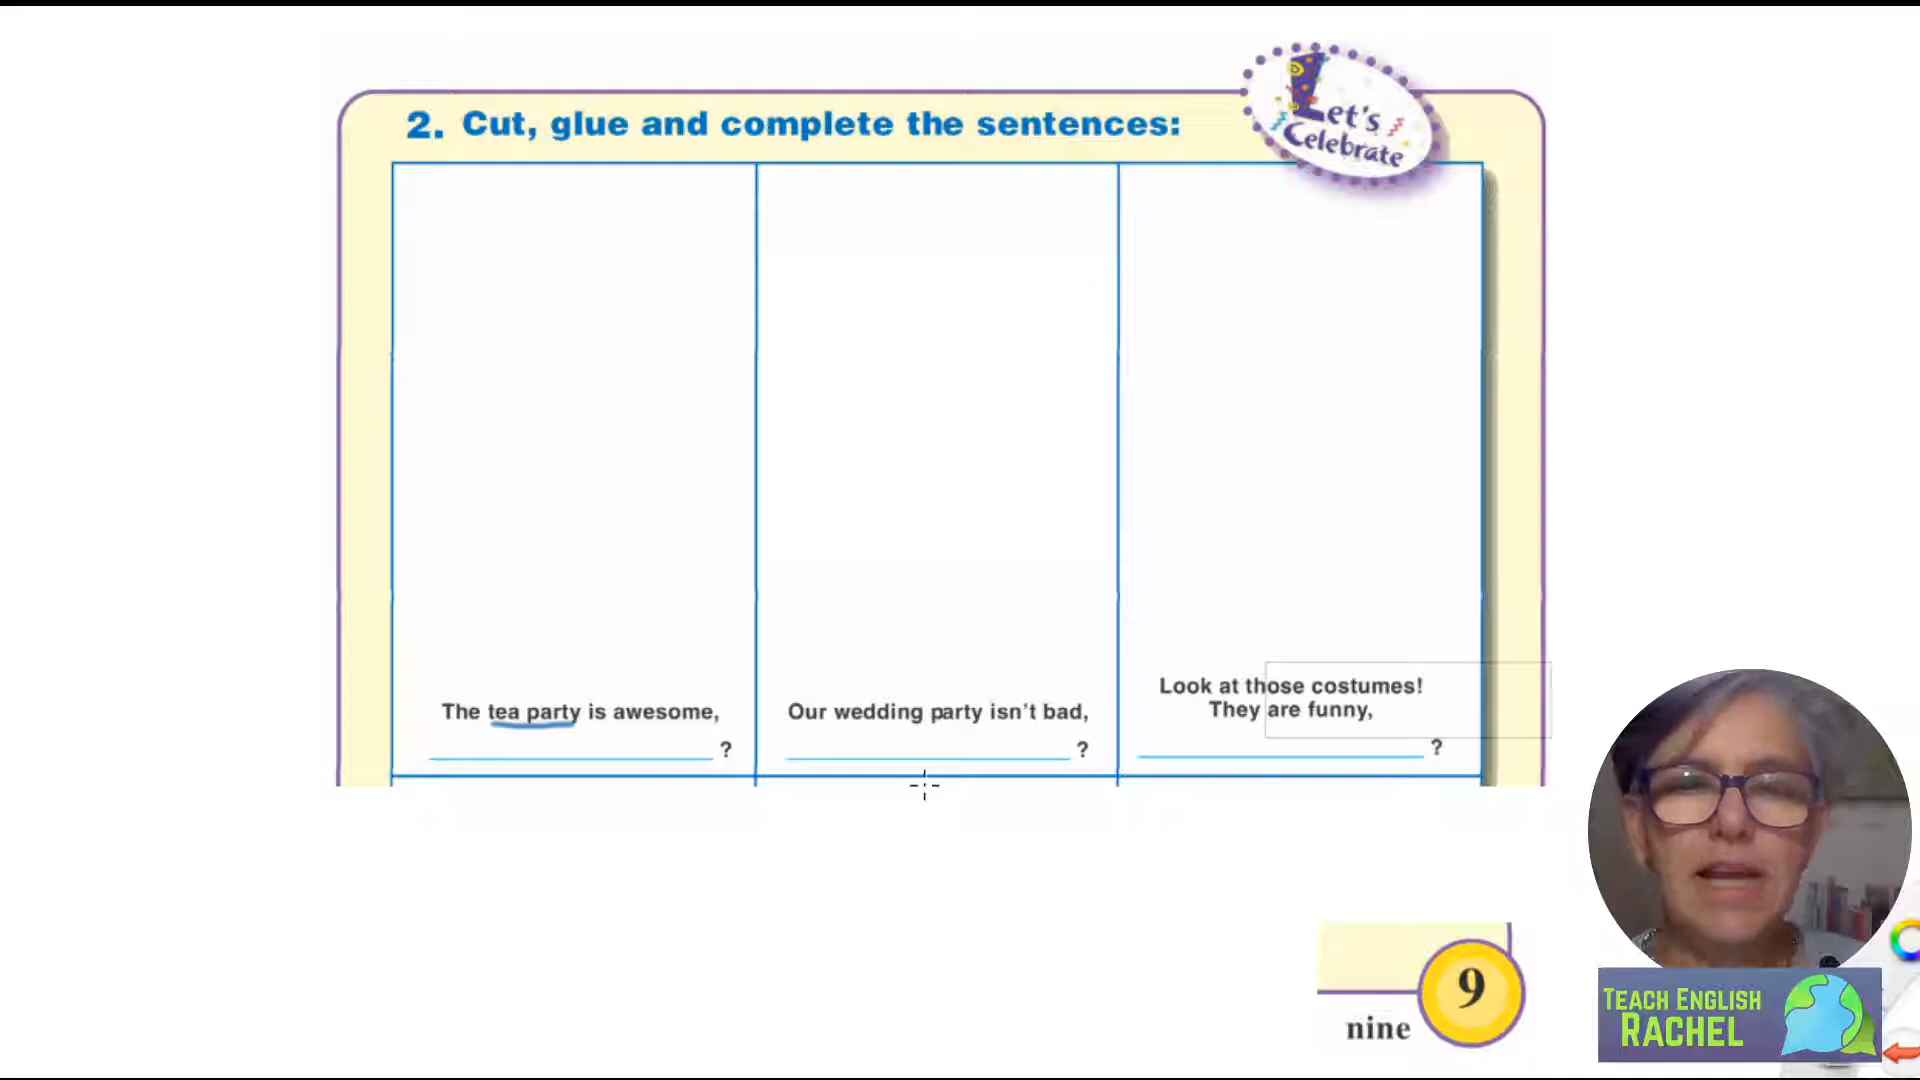 2. Cut, glue and complete the sentences:
Let's
Celebrate
The tea party is awesome,
?
Our wedding party isn't bad,
?
Look at those costumes!
They are funny,
?
9
nine
TEACH ENGLISH
RACHEL